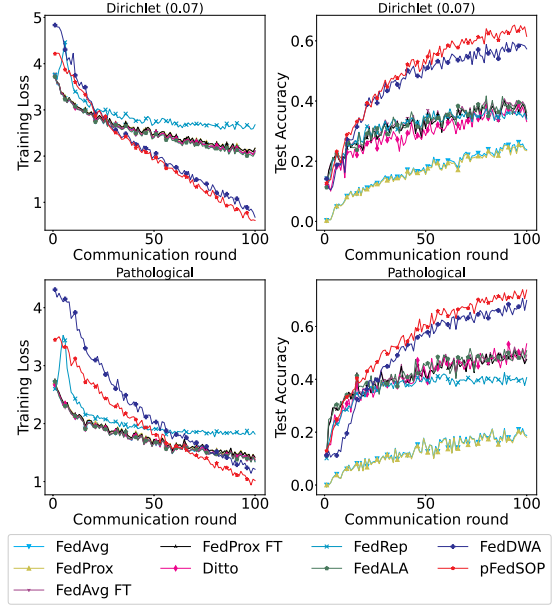 Dirichlet (0.07)
Dirichlet (0.07)
Training Loss
5
4
3
2
1
0
50
100
Communication round
Test Accuracy
0.6
0.4
0.2
0.0
0
50
100
Communication round
Pathological
Pathological
Training Loss
4
3
2
1
0
50
100
Communication round
Test Accuracy
0.6
0.4
0.2
0.0
0
50
100
Communication round
FedAvg
FedProx
FedAvg FT
FedProx FT
Ditto
FedRep
FedALA
FedDWA
pFedSOP